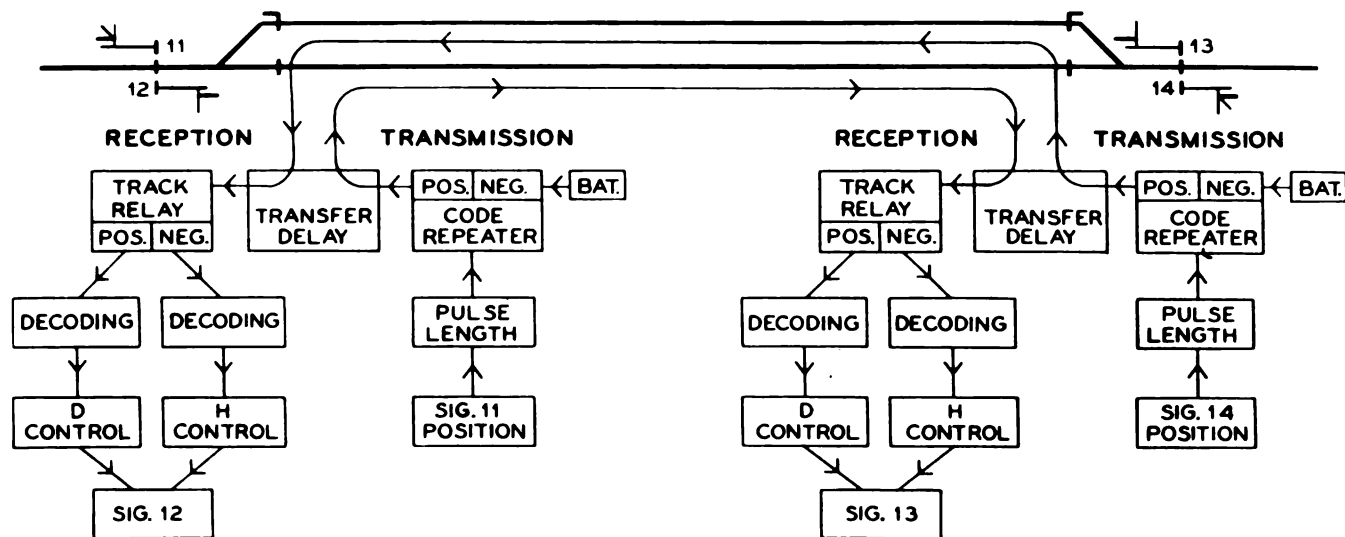 11
13
12
14
RECEPTION TRANSMISSION RECEPTION TRANSMISSION
TRACK RELAY
POS. NEG.
TRANSFER DELAY
POS. NEG.
CODE REPEATER
BAT.
TRACK RELAY
POS. NEG.
TRANSFER DELAY
POS. NEG.
CODE REPEATER
BAT.
DECODING
DECODING
PULSE LENGTH
DECODING
DECODING
PULSE LENGTH
D CONTROL
H CONTROL
SIG. 11 POSITION
D CONTROL
H CONTROL
SIG. 14 POSITION
SIG. 12
SIG. 13